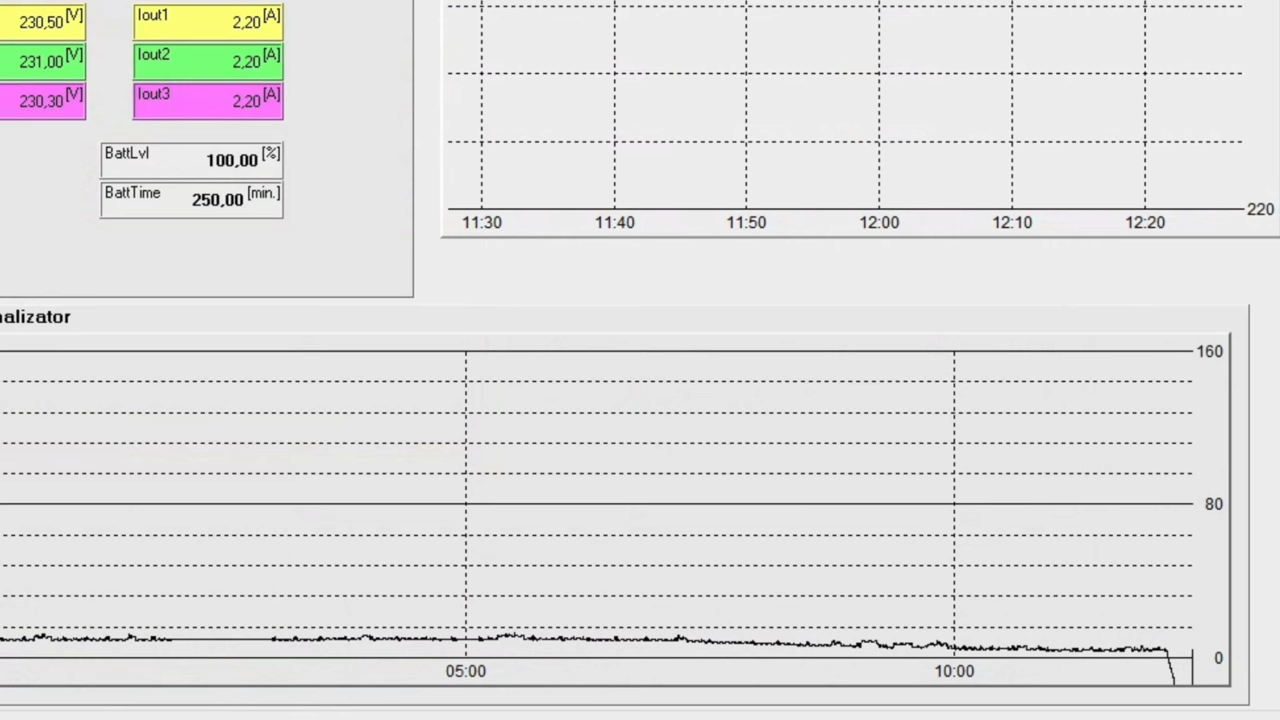 230,50 [V] Iout1 2,20 [A]
231,00 [V] Iout2 2,20 [A]
230,30 [V] Iout3 2,20 [A]
BattLvl 100,00 [%]
BattTime 250,00 [min.]
220
11:30 11:40 11:50 12:00 12:10 12:20
nalizator
160
80
0
05:00 10:00